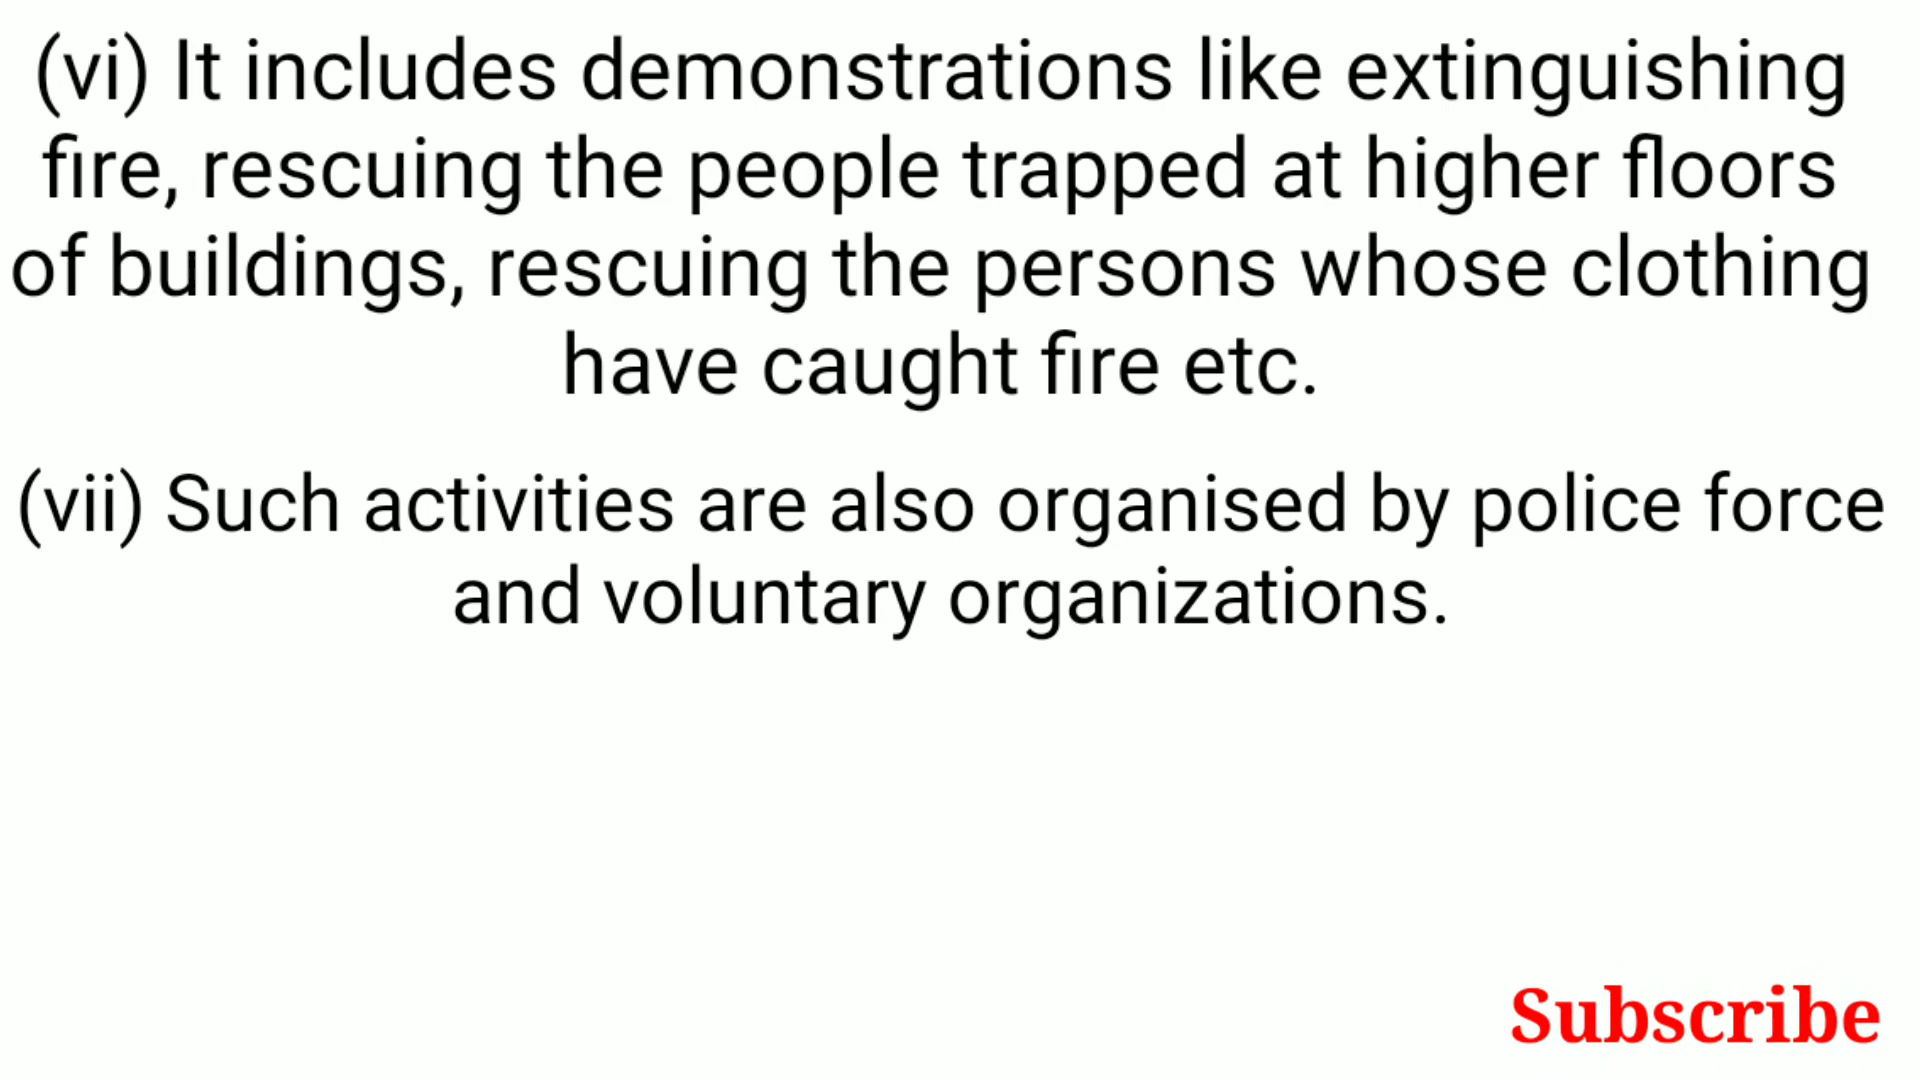 (vi) It includes demonstrations like extinguishing
fire, rescuing the people trapped at higher floors
of buildings, rescuing the persons whose clothing
have caught fire etc.
(vii) Such activities are also organised by police force
and voluntary organizations.
Subscribe